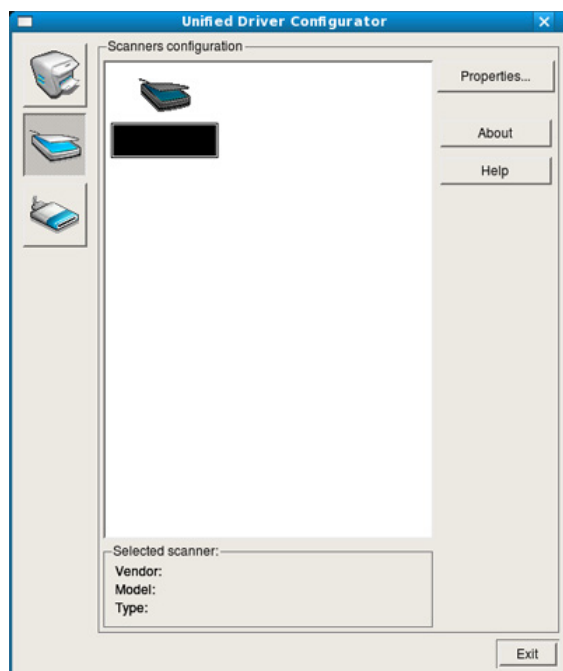 Unified Driver Configurator
Scanners configuration
Properties...
About
Help
Selected scanner:
Vendor:
Model:
Type:
Exit